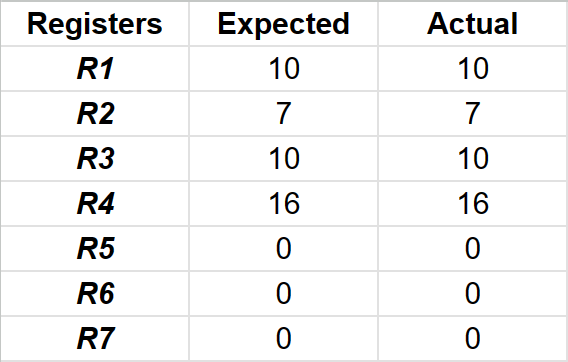 Registers Expected Actual
R1 10 10
R2 7 7
R3 10 10
R4 16 16
R5 0 0
R6 0 0
R7 0 0